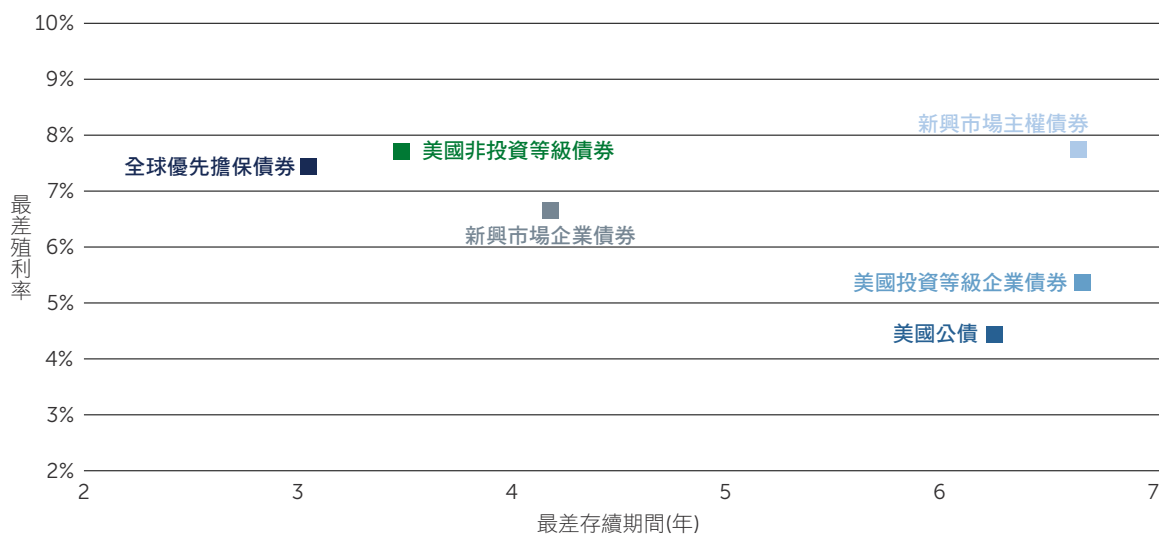 10%
9%
8%
7%
6%
5%
4%
3%
2%
最差殖利率
新興市場主權債券
美國非投資等級債券
全球優先擔保債券
新興市場企業債券
美國投資等級企業債券
美國公債
2 3 4 5 6 7
最差存續期間(年)